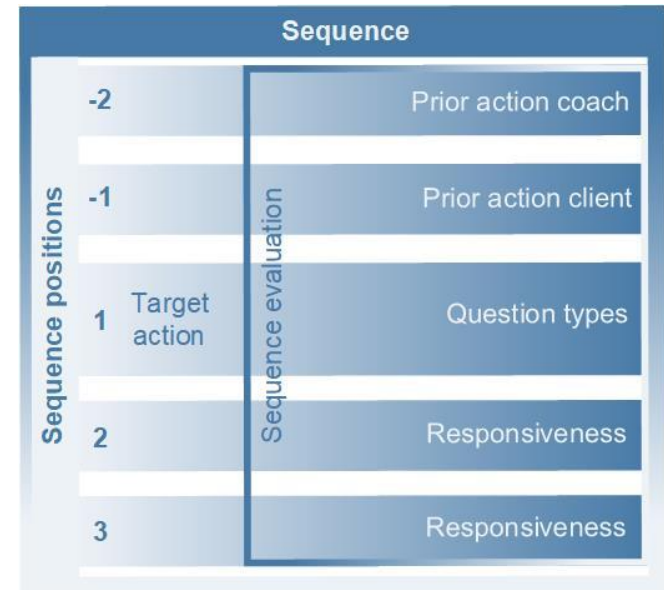 Sequence
Sequence positions
-2
Prior action coach
-1
Prior action client
Sequence evaluation
1
Target
action
Question types
2
Responsiveness
3
Responsiveness